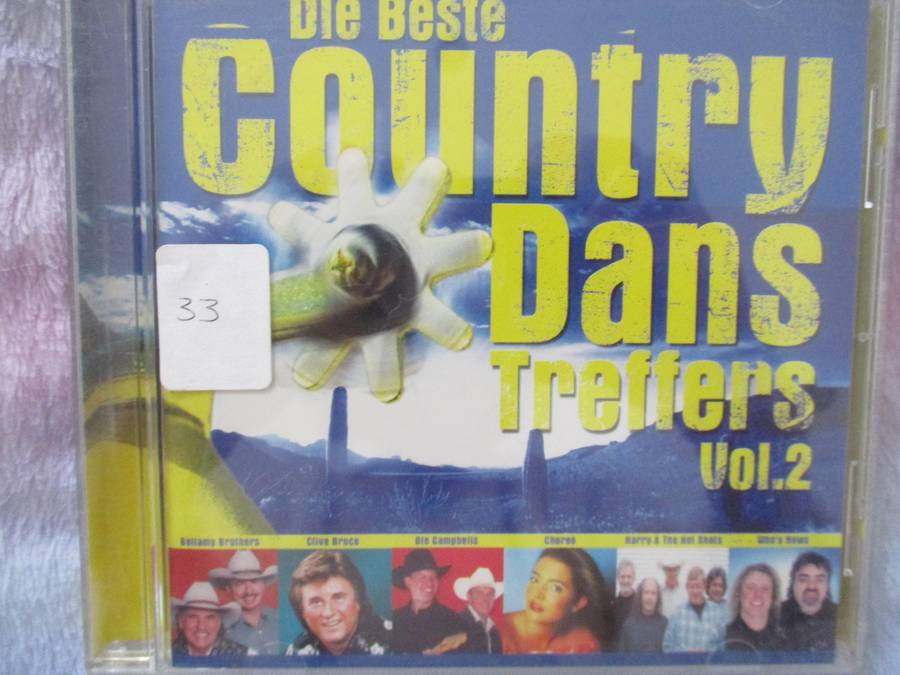 Die Beste
Country
Dans
Treffers
Vol.2
33
Bellamy Brothers Clive Bruce Die Campbells Cheree Harry & The Hot Shots Who's News